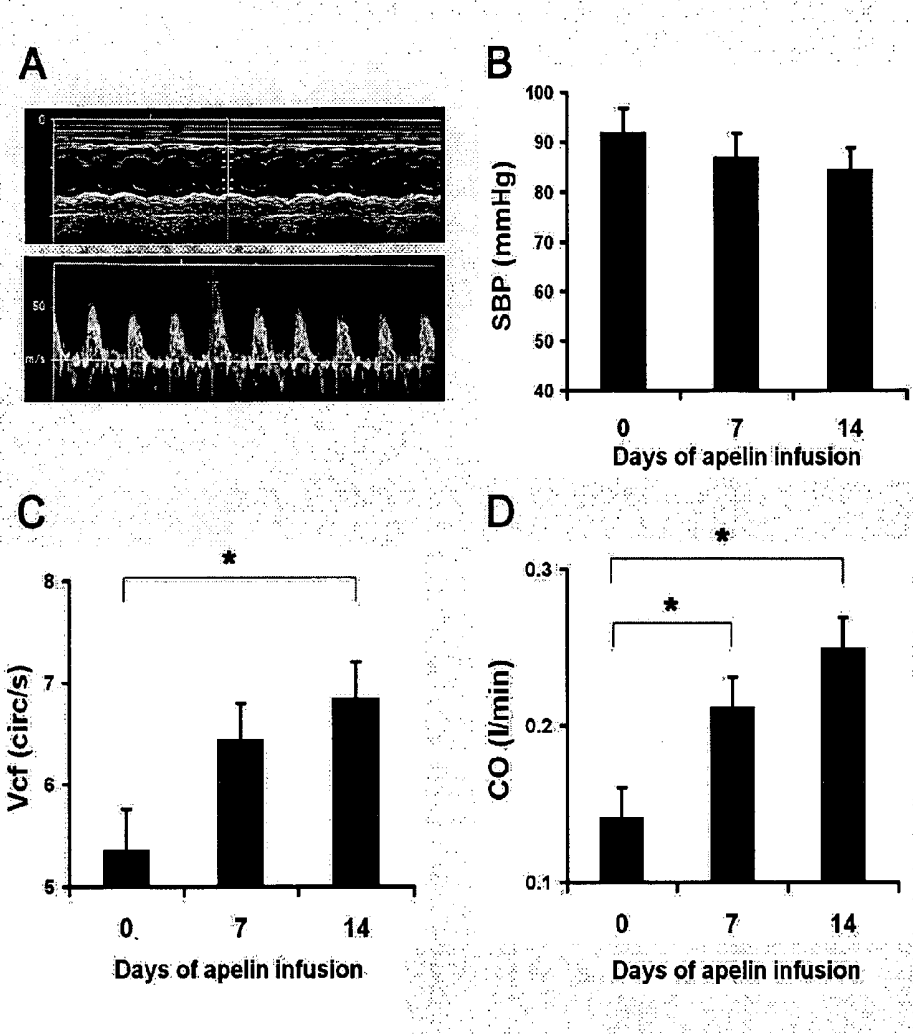 A
0
50
m/s
B
100
90
80
70
60
50
40
SBP (mmHg)
0 7 14
Days of apelin infusion
C
*
8
7
6
5
Vcf (circ/s)
0 7 14
Days of apelin infusion
D
*
*
0.3
0.2
0.1
CO (l/min)
0 7 14
Days of apelin infusion